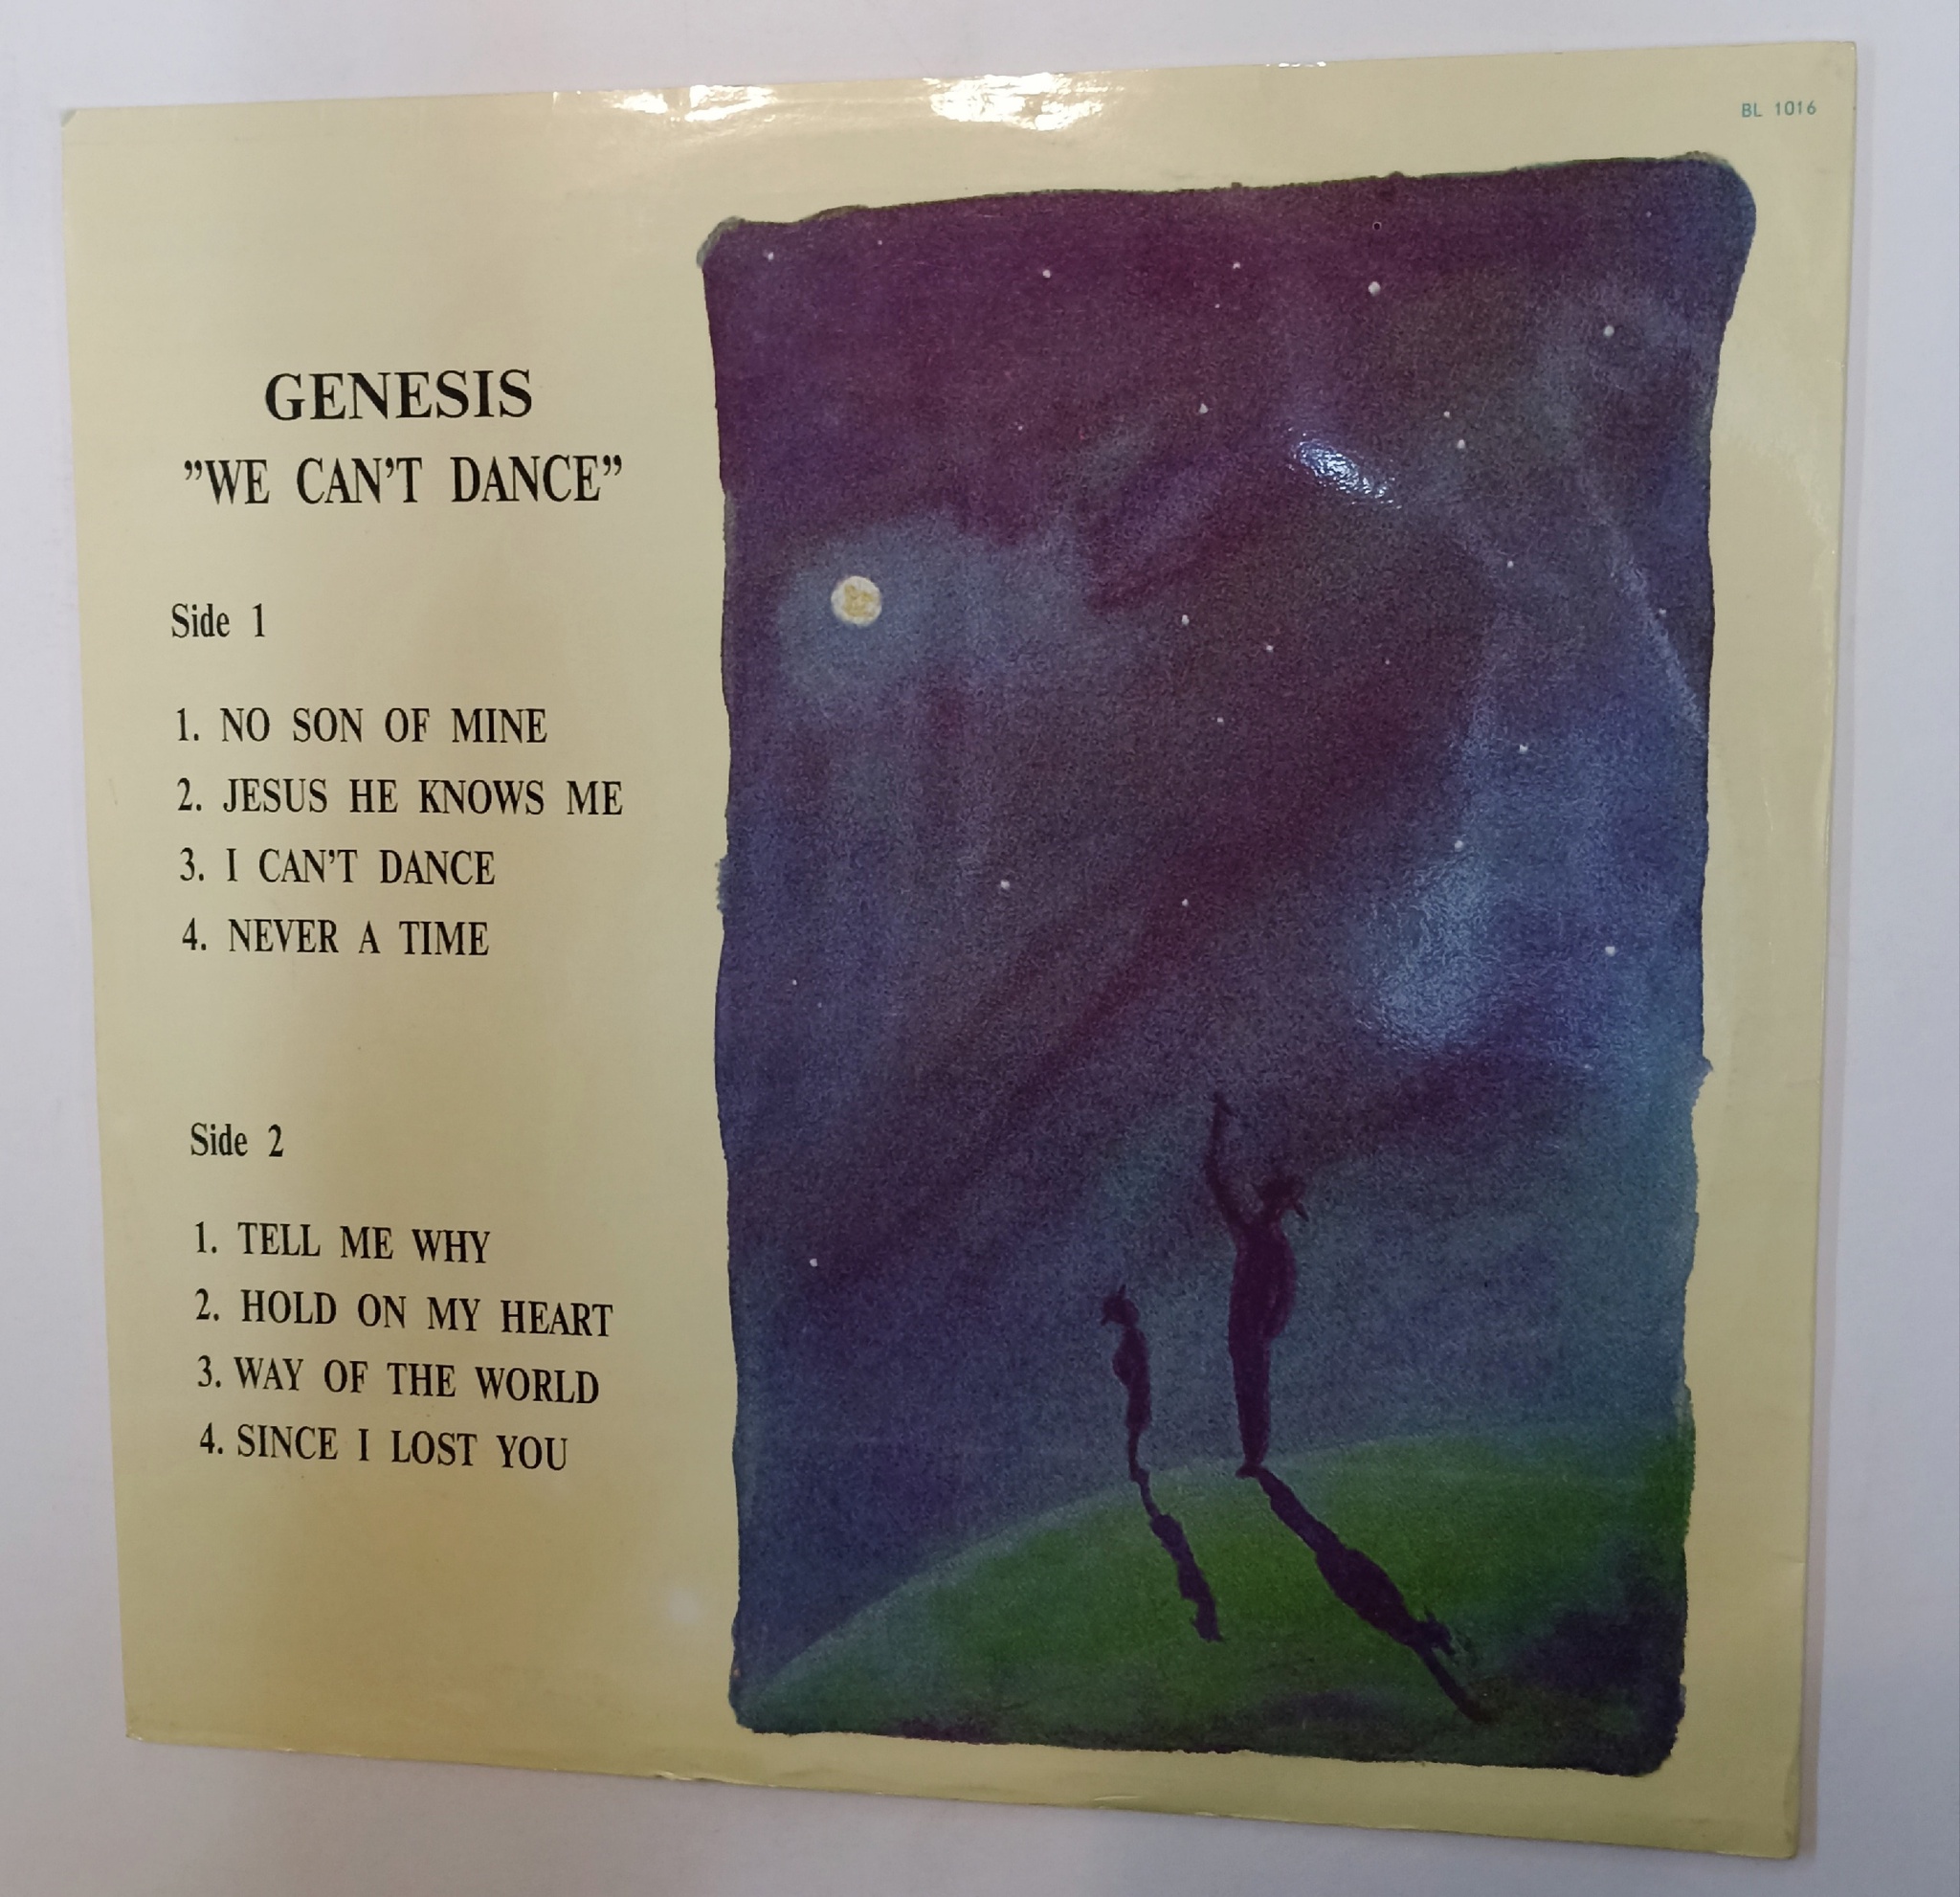 BL 1016
GENESIS
”WE CAN’T DANCE”
Side 1
1. NO SON OF MINE
2. JESUS HE KNOWS ME
3. I CAN’T DANCE
4. NEVER A TIME
Side 2
1. TELL ME WHY
2. HOLD ON MY HEART
3. WAY OF THE WORLD
4. SINCE I LOST YOU